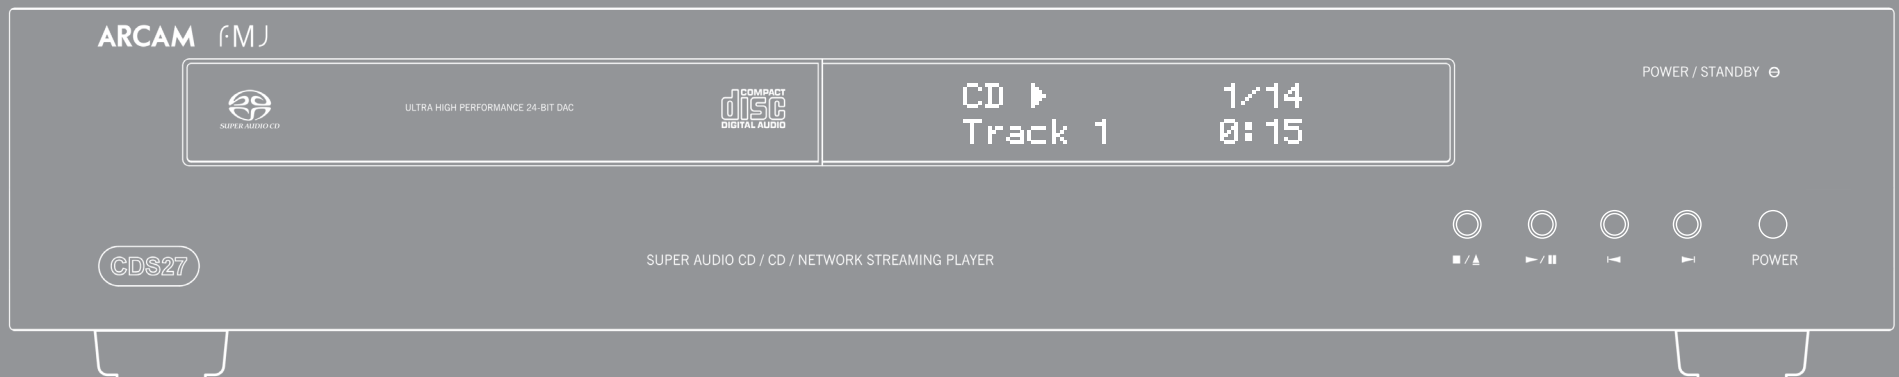 ARCAM fMJ
POWER / STANDBY
SUPER AUDIO CD
ULTRA HIGH PERFORMANCE 24-BIT DAC
COMPACT
disc
DIGITAL AUDIO
CD 1/14
Track 1 0:15
CDS27
SUPER AUDIO CD / CD / NETWORK STREAMING PLAYER
POWER